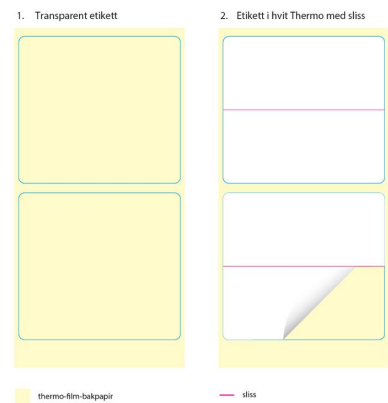 1. Transparent etikett
2. Etikett i hvit Thermo med sliss
thermo-film-bakpapir
sliss